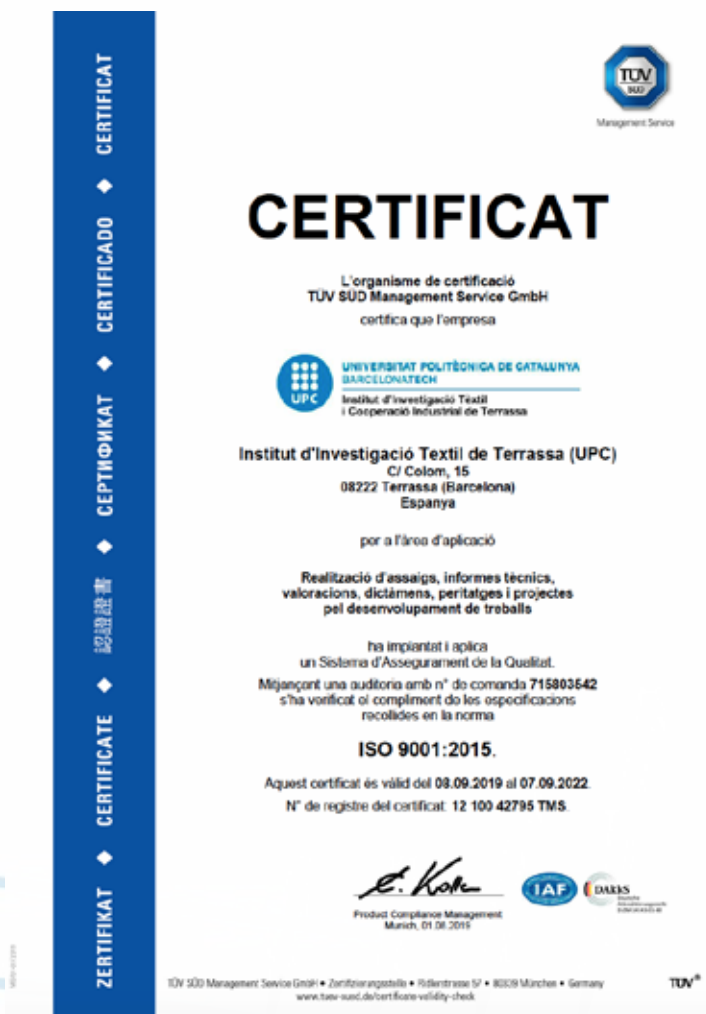 TÜV
SÜD
Management Service
CERTIFICAT
L'organisme de certificació
TÜV SÜD Management Service GmbH
certifica que l'empresa
UPC
UNIVERSITAT POLITÈCNICA DE CATALUNYA
BARCELONATECH
Institut d'Investigació Tèxtil
i Cooperació Industrial de Terrassa
Institut d'Investigació Textil de Terrassa (UPC)
C/ Colom, 15
08222 Terrassa (Barcelona)
Espanya
per a l'àrea d'aplicació
Realització d'assaigs, informes tècnics,
valoracions, dictàmens, peritatges i projectes
pel desenvolupament de treballs
ha implantat i aplica
un Sistema d'Assegurament de la Qualitat.
Mitjançant una auditoria amb n° de comanda 715803542
s'ha verificat el compliment de les especificacions
recollides en la norma
ISO 9001:2015.
Aquest certificat és vàlid del 08.09.2019 al 07.09.2022.
N° de registre del certificat: 12 100 42795 TMS.
Product Compliance Management
Munich, 01.08.2019
IAF
DAkkS
Deutsche
Akkreditierungsstelle
TÜV SÜD Management Service GmbH • Zertifizierungsstelle • Ridlerstrasse 57 • 80339 München • Germany
www.tuev-sued.de/certificate-validity-check
TÜV®
ZERTIFIKAT ◆ CERTIFICATE ◆ 認證證書 ◆ СЕРТИФИКАТ ◆ CERTIFICADO ◆ CERTIFICAT